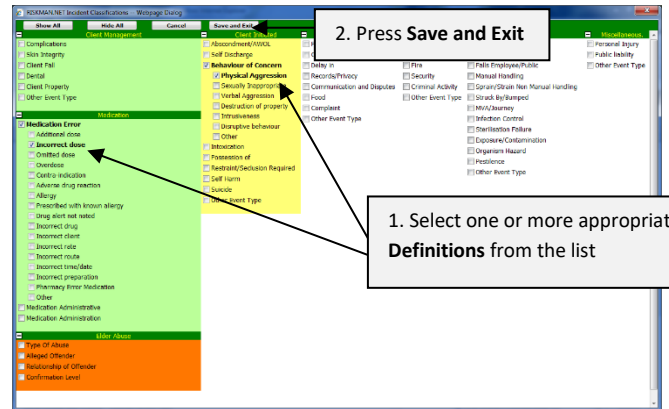 RISKMAN.NET Incident Classifications -- Webpage Dialog
Show All Hide All Cancel Save and Exit
2. Press Save and Exit
Client Management
Complications
Skin Integrity
Client Fall
Dental
Client Property
Other Event Type
Medication
Medication Error
Additional dose
Incorrect dose
Omitted dose
Overdose
Contra-indication
Adverse drug reaction
Allergy
Prescribed with known allergy
Drug alert not noted
Incorrect drug
Incorrect client
Incorrect rate
Incorrect route
Incorrect time/date
Incorrect preparation
Pharmacy Error Medication
Other
Medication Administrative
Medication Administration
Elder Abuse
Type Of Abuse
Alleged Offender
Relationship of Offender
Confirmation Level
Client
Abscondment/AWOL
Self Discharge
Behaviour of Concern
Physical Aggression
Sexually Inappropria
Verbal Aggression
Destruction of property
Intrusiveness
Disruptive behaviour
Other
Intoxication
Possession of
Restraint/Seclusion Required
Self Harm
Suicide
Other Event Type
Delay in
Records/Privacy
Communication and Disputes
Food
Complaint
Other Event Type
Fire
Security
Criminal Activity
Other Event Type
Falls Employee/Public
Manual Handling
Sprain/Strain Non Manual Handling
Struck By/Bumped
MVA/Journey
Infection Control
Sterilisation Failure
Exposure/Contamination
Organism Hazard
Pestilence
Other Event Type
Miscellaneous.
Personal Injury
Public liability
Other Event Type
1. Select one or more appropriat
Definitions from the list